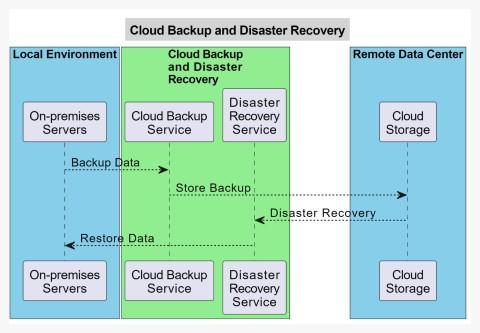 Cloud Backup and Disaster Recovery
Local Environment
Cloud Backup
and Disaster
Recovery
Remote Data Center
On-premises
Servers
Cloud Backup
Service
Disaster
Recovery
Service
Cloud
Storage
Backup Data
Store Backup
Disaster Recovery
Restore Data
On-premises
Servers
Cloud Backup
Service
Disaster
Recovery
Service
Cloud
Storage